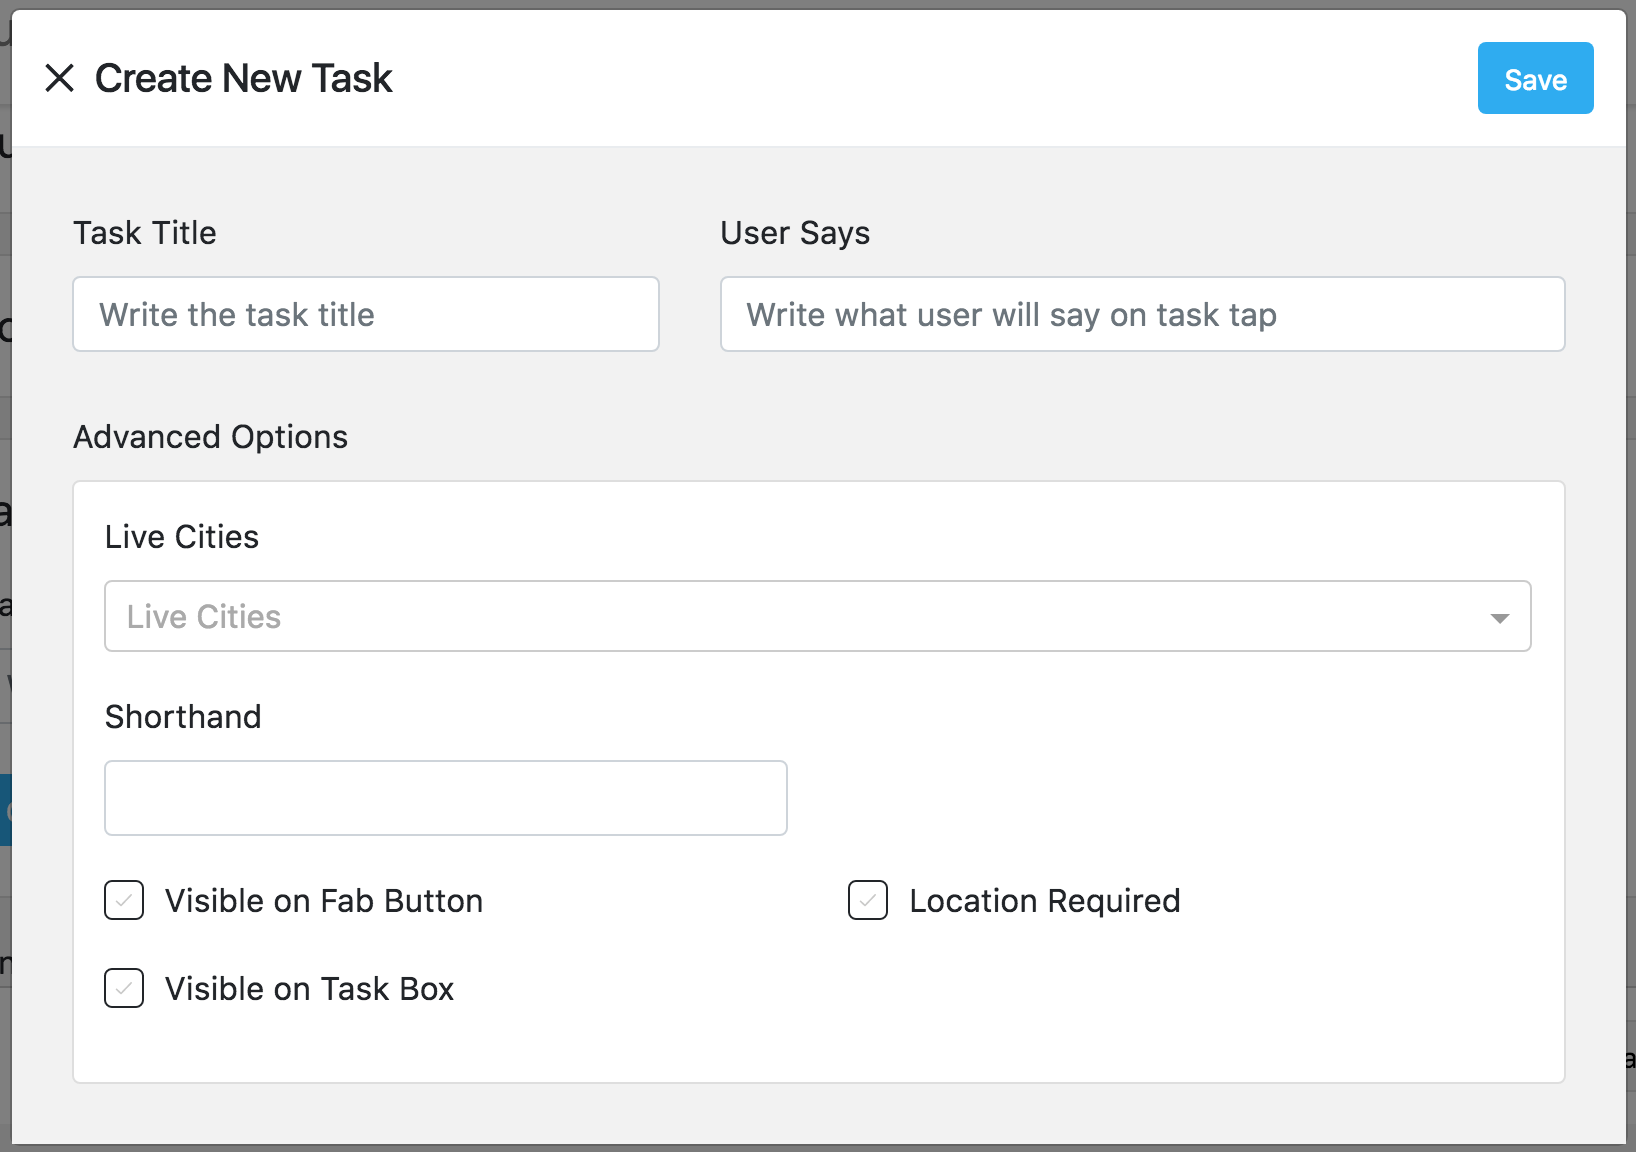 Create New Task
Save
Task Title
User Says
Write the task title
Write what user will say on task tap
Advanced Options
Live Cities
Live Cities
Shorthand
Visible on Fab Button
Location Required
Visible on Task Box